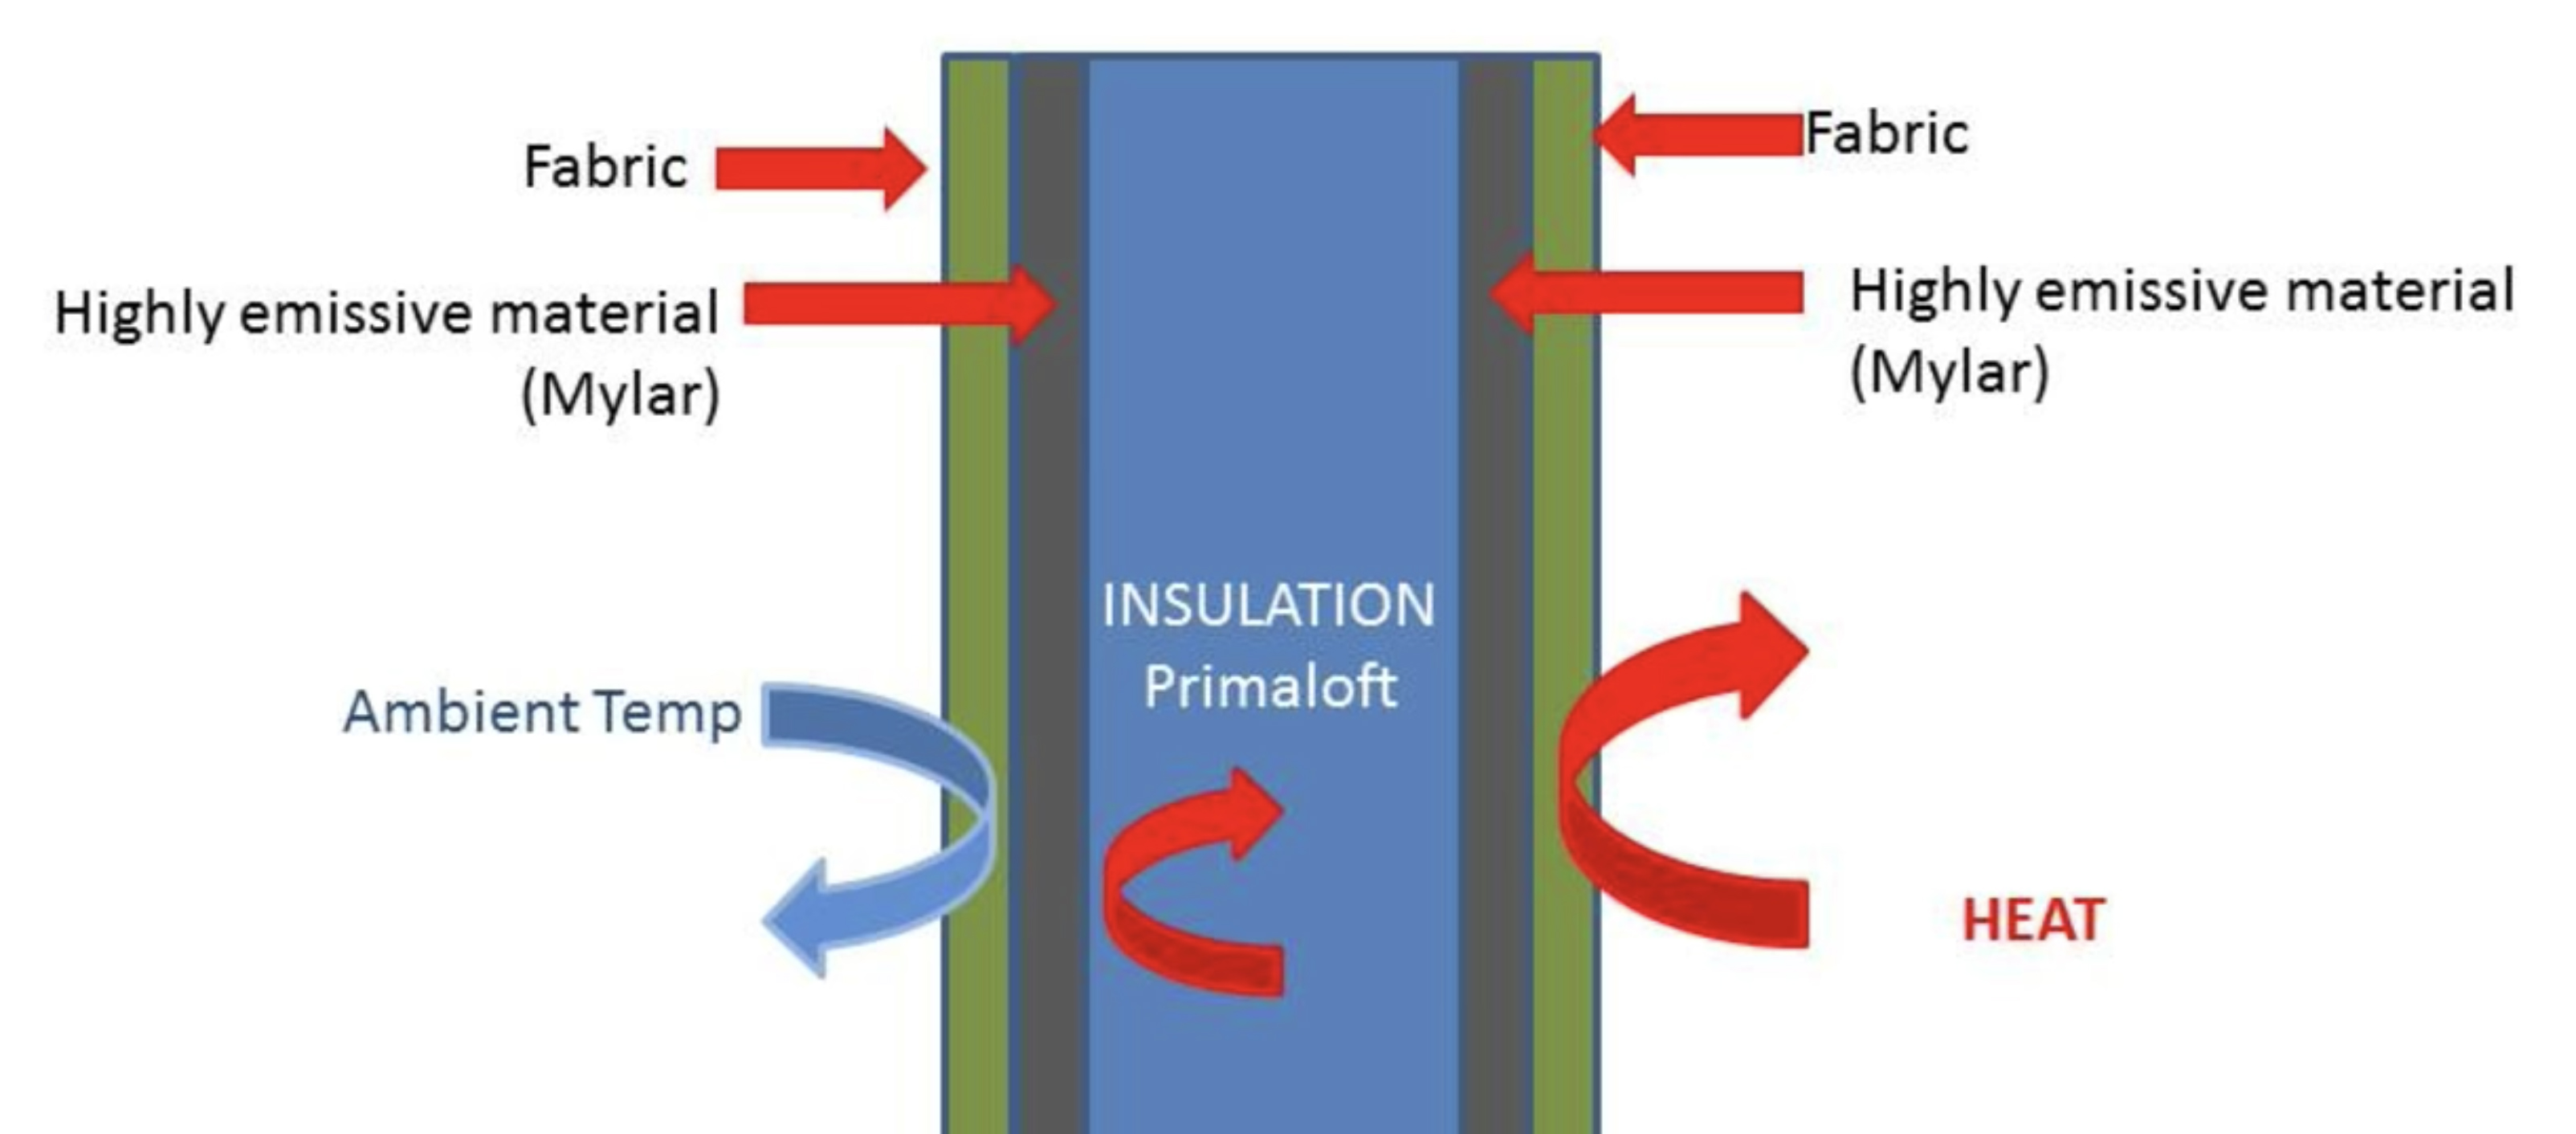 Fabric
Highly emissive material
(Mylar)
Fabric
Highly emissive material
(Mylar)
INSULATION
Primaloft
Ambient Temp
HEAT